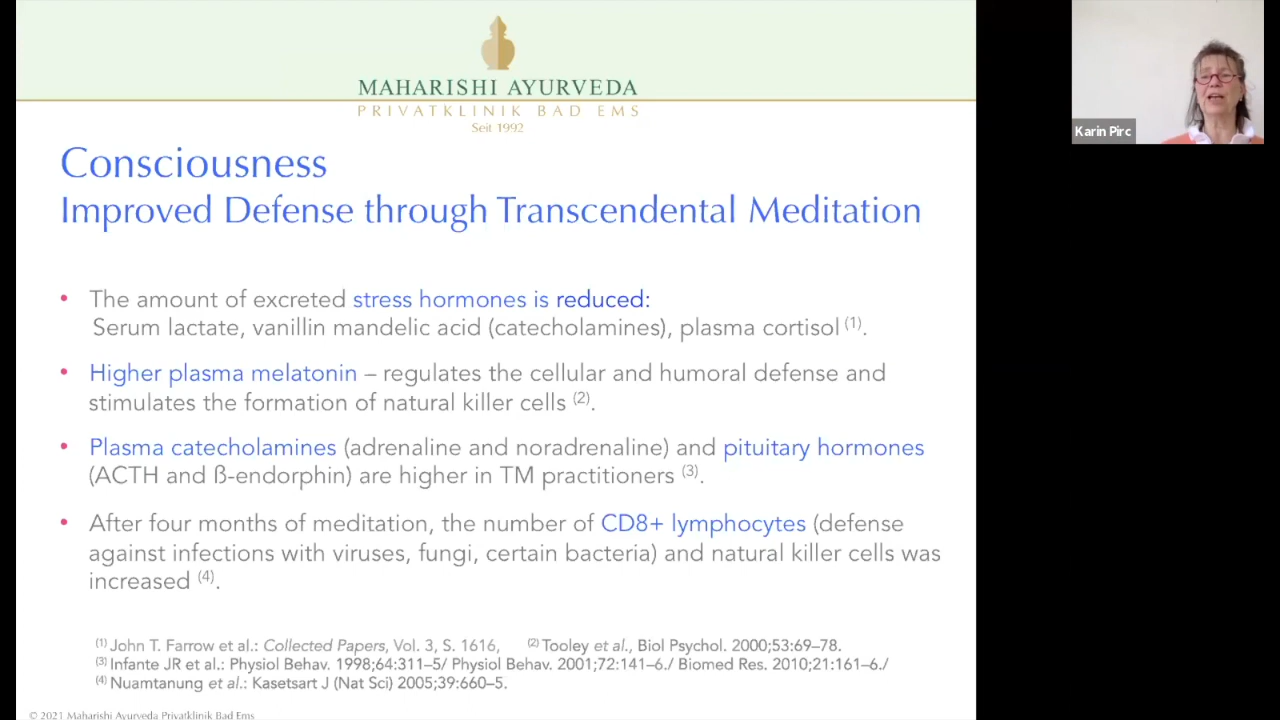 MAHARISHI AYURVEDA
PRIVATKLINIK BAD EMS
Seit 1992
Karin Pirc
Consciousness
Improved Defense through Transcendental Meditation
• The amount of excreted stress hormones is reduced:
Serum lactate, vanillin mandelic acid (catecholamines), plasma cortisol (1).
• Higher plasma melatonin – regulates the cellular and humoral defense and
stimulates the formation of natural killer cells (2).
• Plasma catecholamines (adrenaline and noradrenaline) and pituitary hormones
(ACTH and ß-endorphin) are higher in TM practitioners (3).
• After four months of meditation, the number of CD8+ lymphocytes (defense
against infections with viruses, fungi, certain bacteria) and natural killer cells was
increased (4).
(1) John T. Farrow et al.: Collected Papers, Vol. 3, S. 1616, (2) Tooley et al., Biol Psychol. 2000;53:69–78.
(3) Infante JR et al.: Physiol Behav. 1998;64:311–5/ Physiol Behav. 2001;72:141–6./ Biomed Res. 2010;21:161–6./
(4) Nuamtanung et al.: Kasetsart J (Nat Sci) 2005;39:660–5.
© 2021 Maharishi Ayurveda Privatklinik Bad Ems